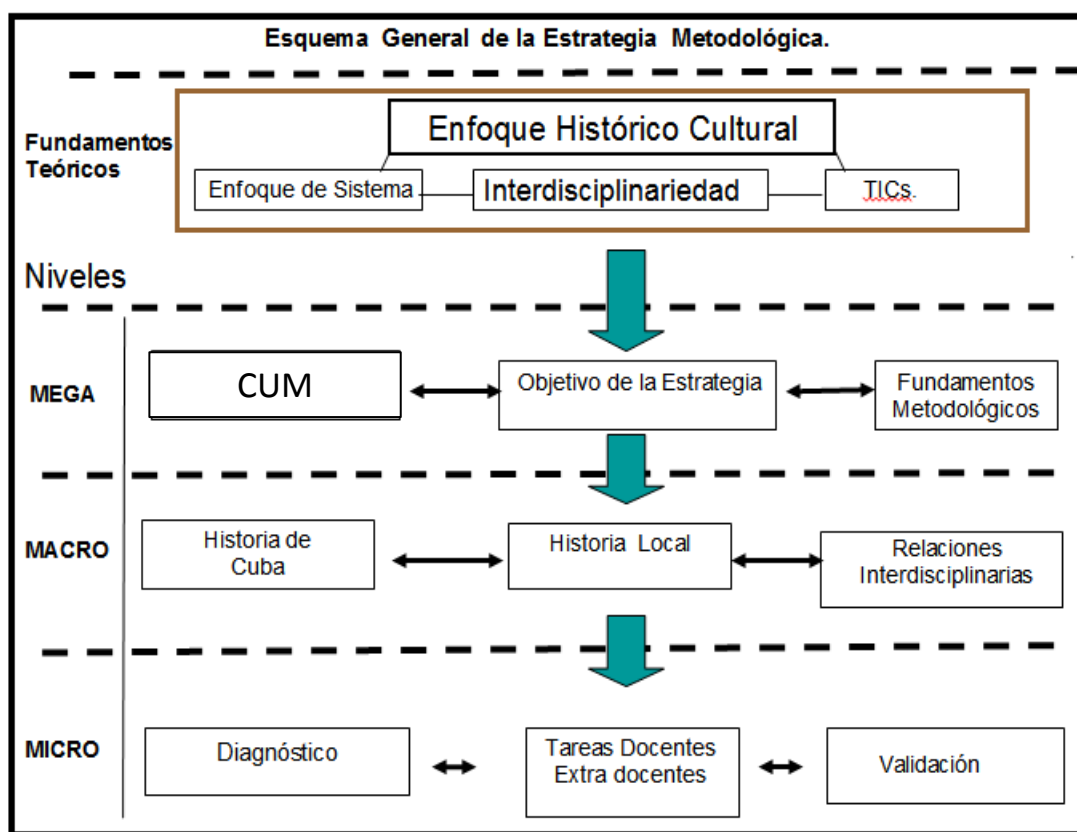 Esquema General de la Estrategia Metodológica.
Fundamentos
Teóricos
Enfoque Histórico Cultural
Enfoque de Sistema
Interdisciplinariedad
TICs.
Niveles
MEGA
CUM
Objetivo de la Estrategia
Fundamentos
Metodológicos
MACRO
Historia de
Cuba
Historia Local
Relaciones
Interdisciplinarias
MICRO
Diagnóstico
Tareas Docentes
Extra docentes
Validación